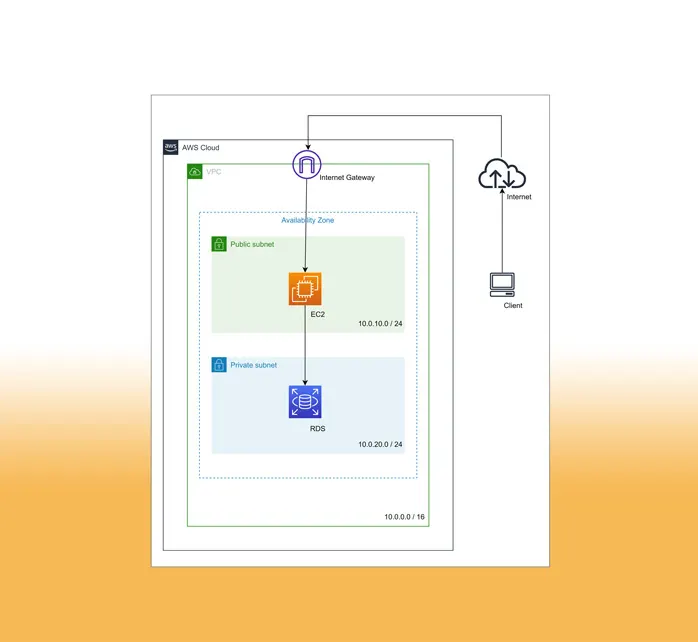 aws
AWS Cloud
VPC
Internet Gateway
Internet
Availability Zone
Public subnet
EC2
10.0.10.0 / 24
Client
Private subnet
RDS
10.0.20.0 / 24
10.0.0.0 / 16